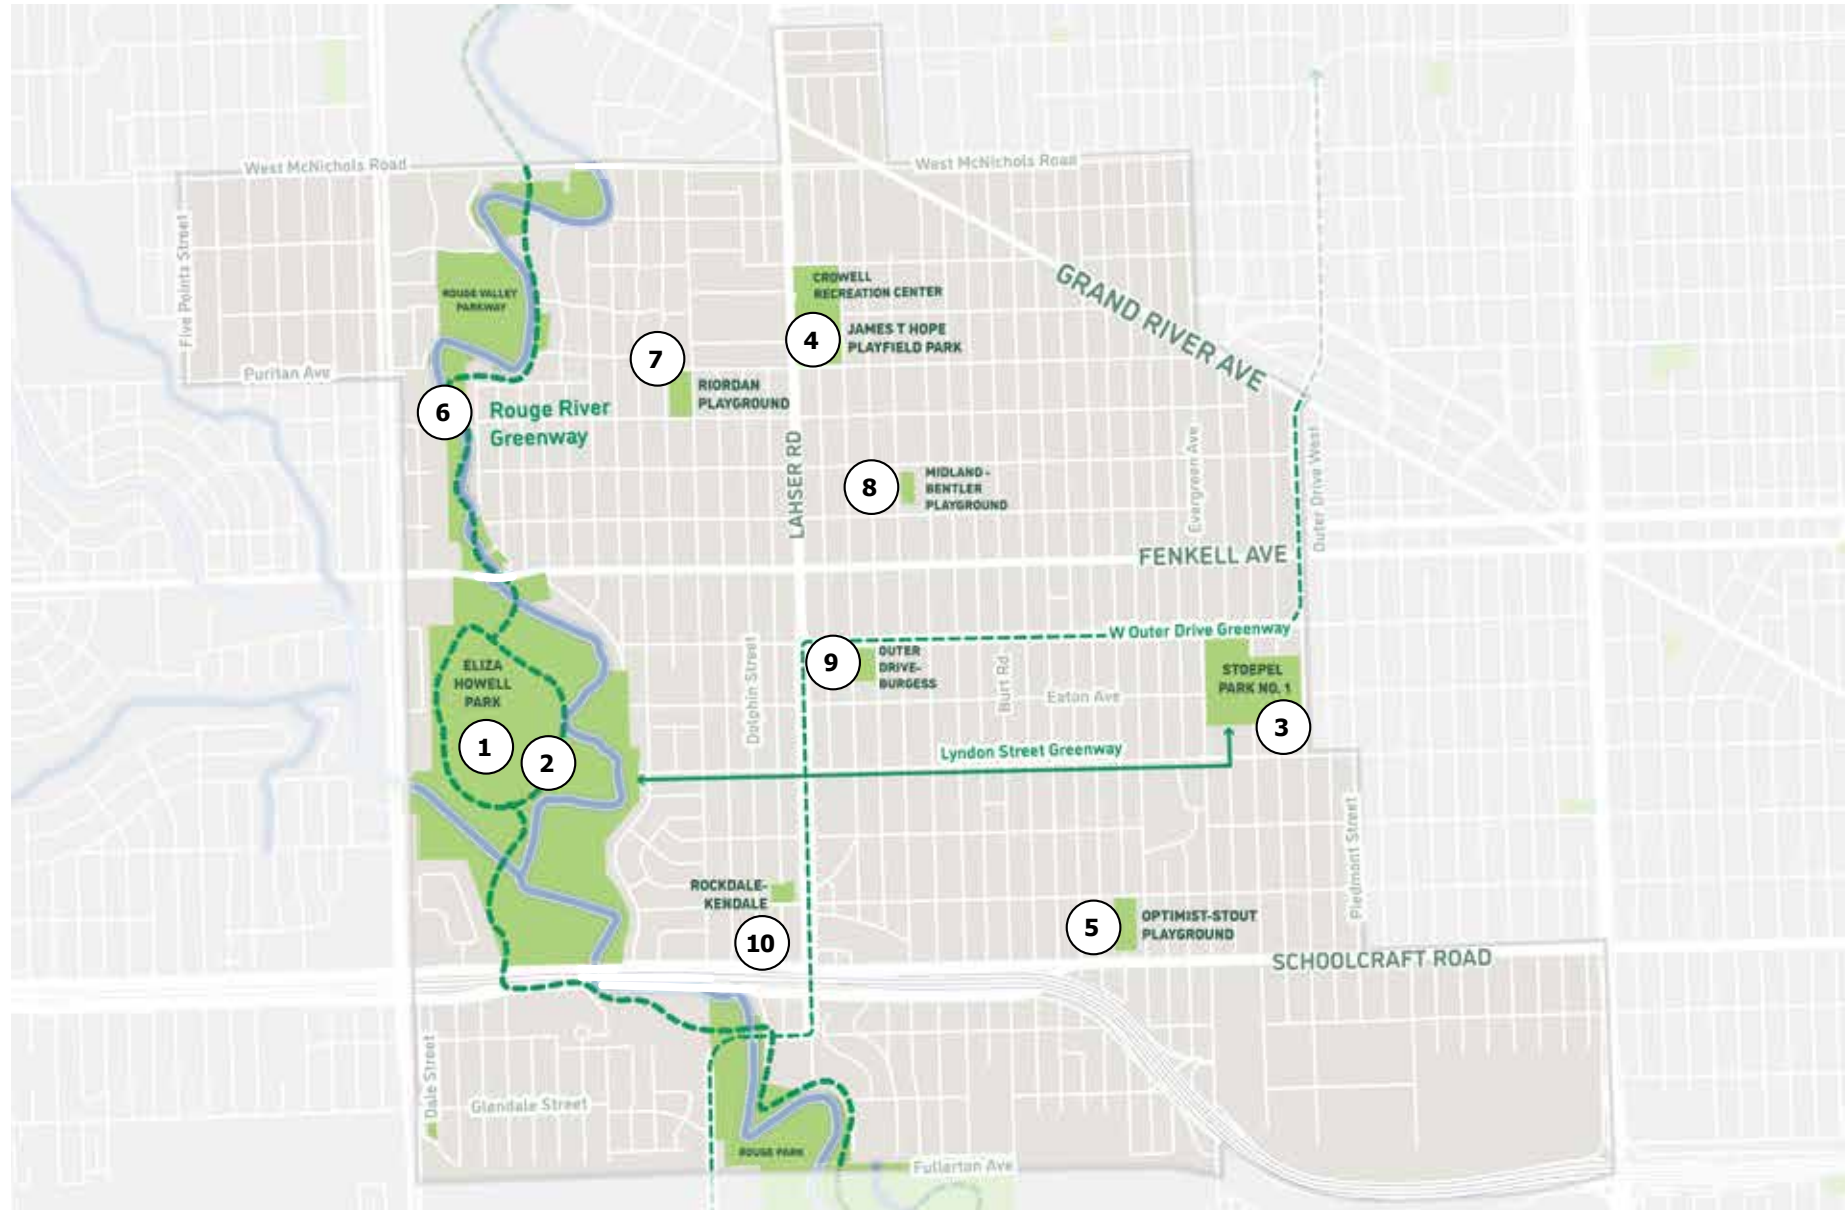 West McNichols Road
West McNichols Road
Five Points Street
ROUGE VALLEY
PARKWAY
CROWELL
RECREATION CENTER
GRAND RIVER AVE
4
JAMES T HOPE
PLAYFIELD PARK
7
Puritan Ave
RIORDAN
PLAYGROUND
6
Rouge River
Greenway
LAHSER RD
8
MIDLAND-
BENTLER
PLAYGROUND
Evergreen Ave
Outer Drive West
FENKELL AVE
W Outer Drive Greenway
ELIZA
HOWELL
PARK
Dolphin Street
9
OUTER
DRIVE-
BURGESS
Burt Rd
Eaton Ave
STOEPEL
PARK NO. 1
3
1
2
Lyndon Street Greenway
Piedmont Street
ROCKDALE-
KENDALE
10
5
OPTIMIST-STOUT
PLAYGROUND
SCHOOLCRAFT ROAD
Dale Street
Glendale Street
ROUGE PARK
Fullerton Ave